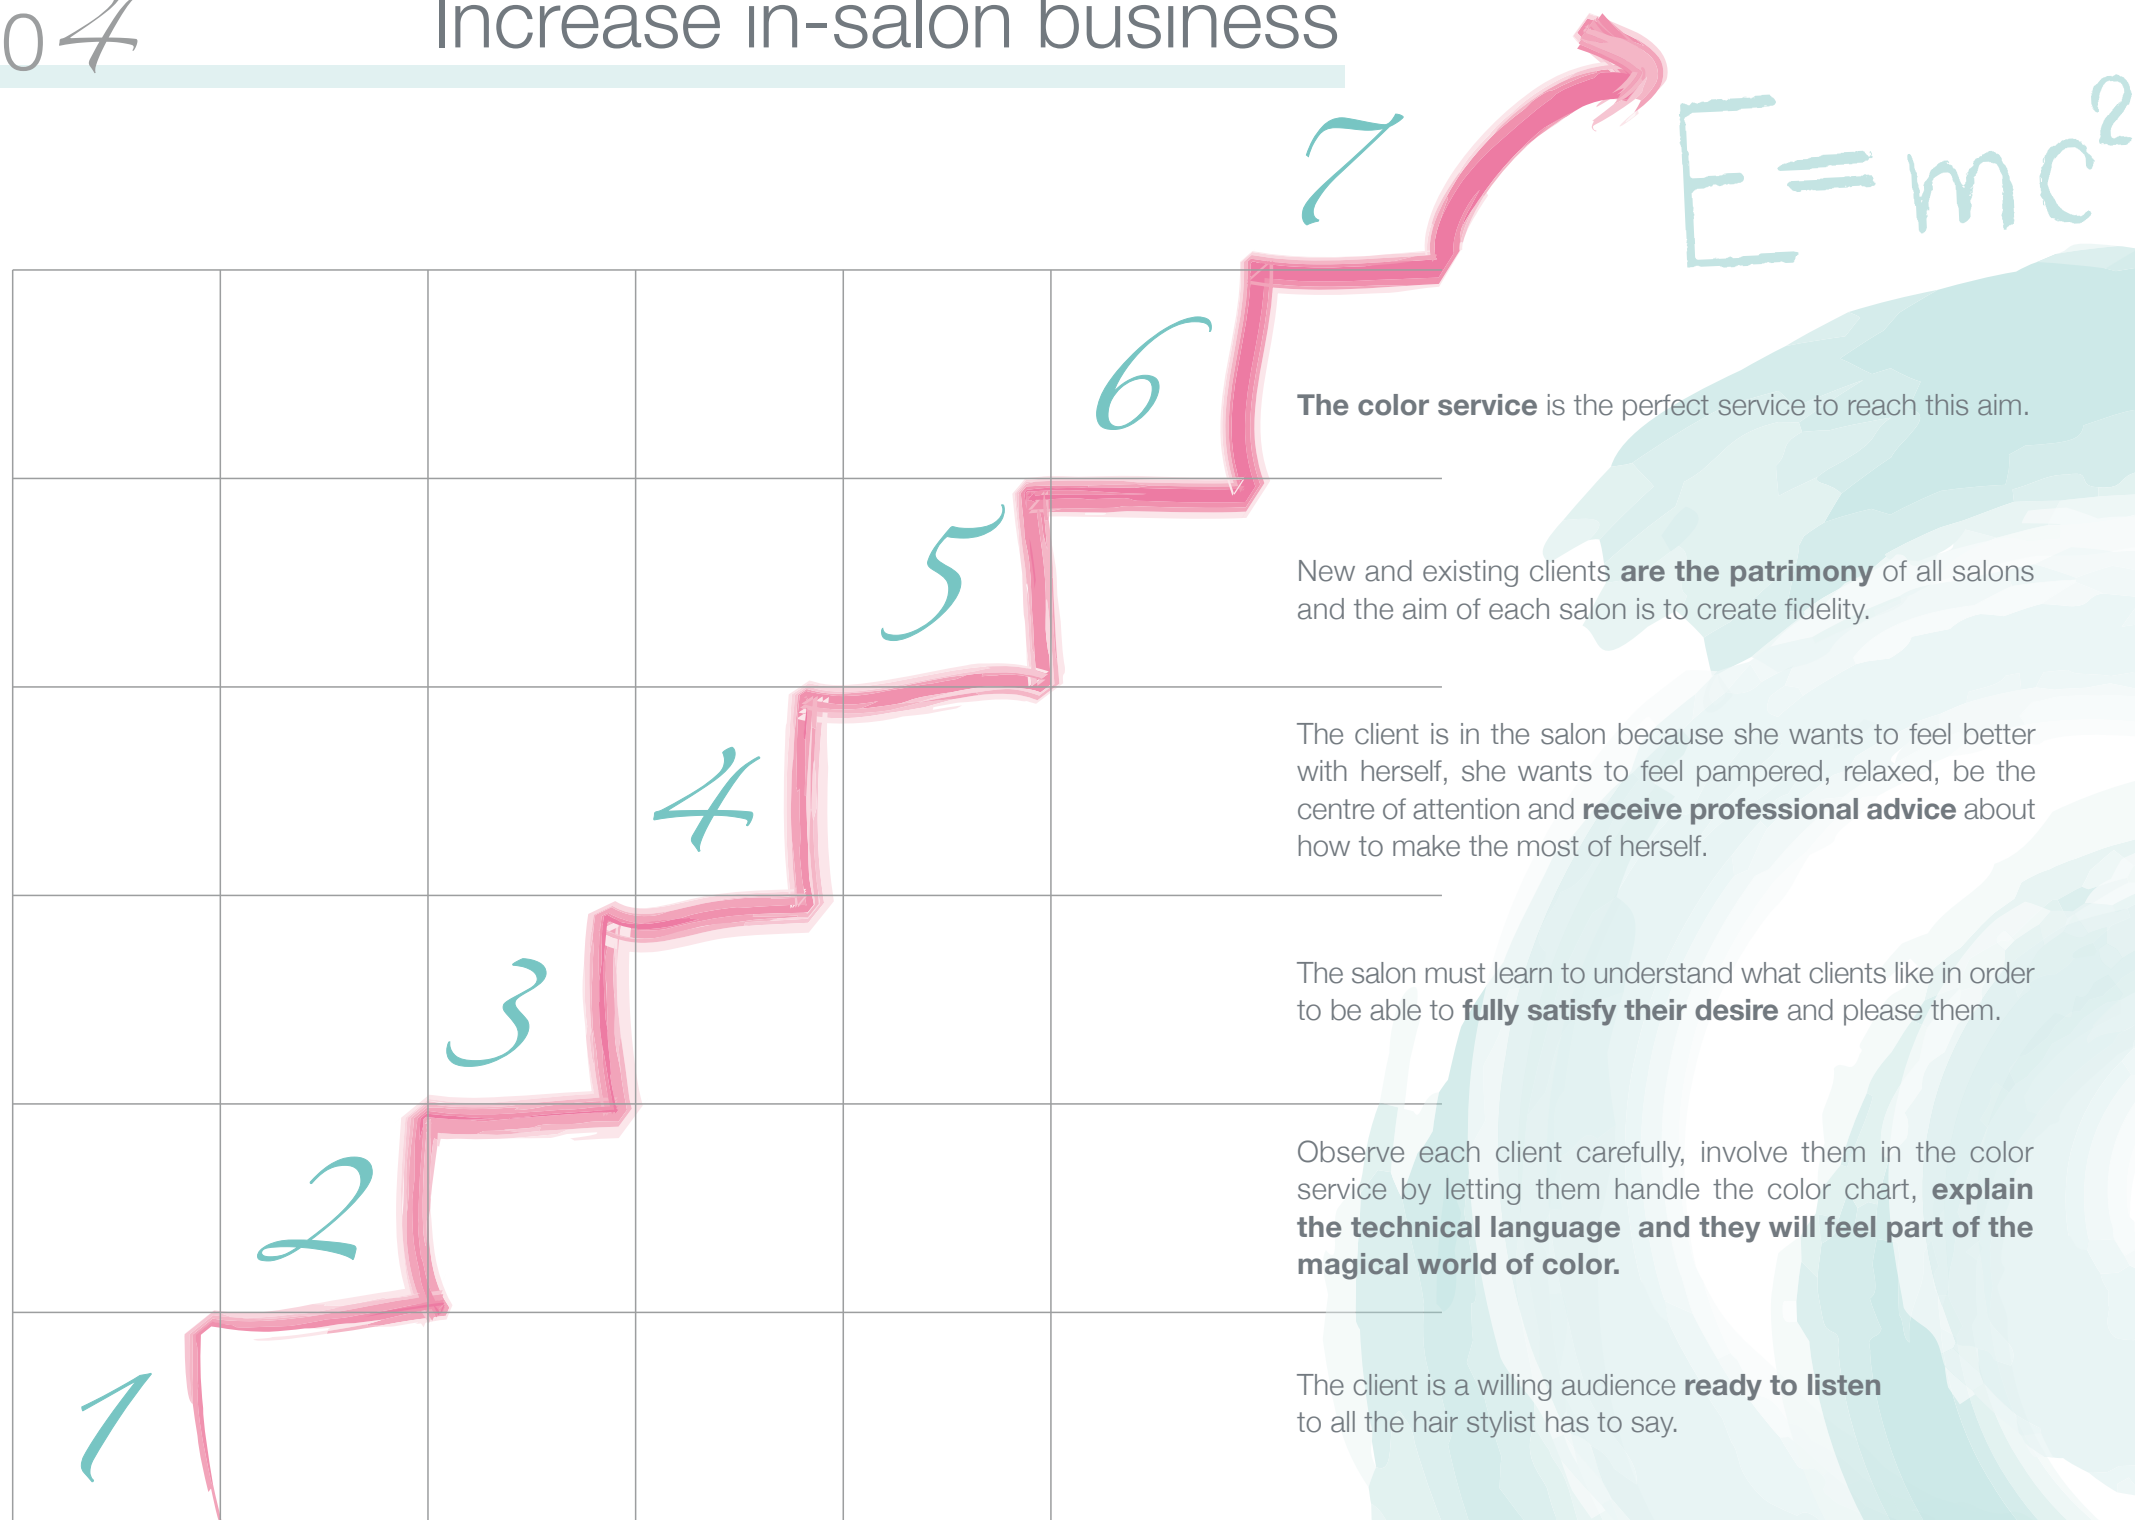 04
Increase in-salon business
E=mc²
7
6
5
4
3
2
1
The color service is the perfect service to reach this aim.
New and existing clients are the patrimony of all salons
and the aim of each salon is to create fidelity.
The client is in the salon because she wants to feel better
with herself, she wants to feel pampered, relaxed, be the
centre of attention and receive professional advice about
how to make the most of herself.
The salon must learn to understand what clients like in order
to be able to fully satisfy their desire and please them.
Observe each client carefully, involve them in the color
service by letting them handle the color chart, explain
the technical language and they will feel part of the
magical world of color.
The client is a willing audience ready to listen
to all the hair stylist has to say.